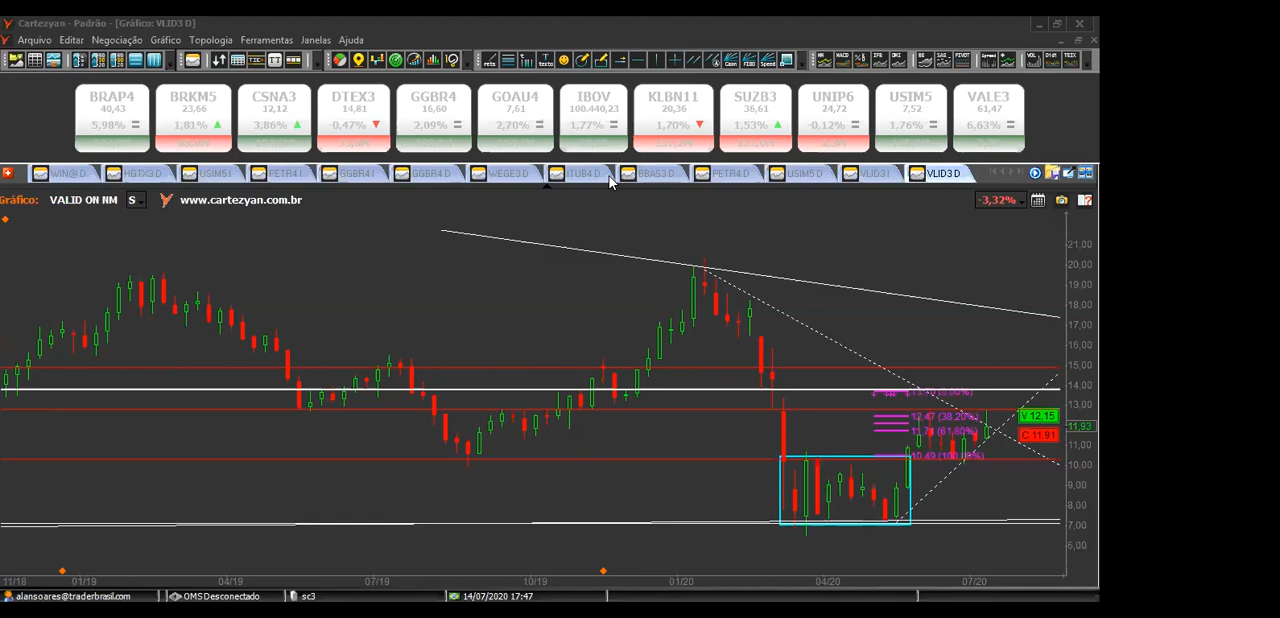 Cartezyan - Padrão - [Gráfico: VLID3 D]
Arquivo Editar Negociação Gráfico Topologia Ferramentas Janelas Ajuda
BRAP4 BRKM5 CSNA3 DTEX3 GGBR4 GOAU4 IBOV KLBN11 SUZB3 UNIP6 USIM5 VALE3
40,43 23,66 12,12 14,81 16,60 7,61 100.440,23 20,36 36,61 24,72 7,52 61,47
5,98% 1,81% 3,86% -0,47% 2,09% 2,70% 1,77% 1,70% 1,53% -0,12% 1,76% 6,63%
WIN@ D HGTX3 D USIM5 I PETR4 I GGBR4 I GGBR4 D WEGE3 D ITUB4 D BBAS3 D PETR4 D USIM5 D VLID3 I VLID3 D
Gráfico: VALID ON NM S www.cartezyan.com.br -3,32%
21,00
20,00
19,00
18,00
17,00
16,00
15,00
14,00
13,00
12,47 (38,20%)
V 12,15
11,93
11,71 (61,80%)
C 11,91
11,00
10,49 (100,00%)
10,00
9,00
8,00
7,00
6,00
11/18 01/19 04/19 07/19 10/19 01/20 04/20 07/20
alansoares@traderbrasil.com OMS Desconectado sc3 14/07/2020 17:47